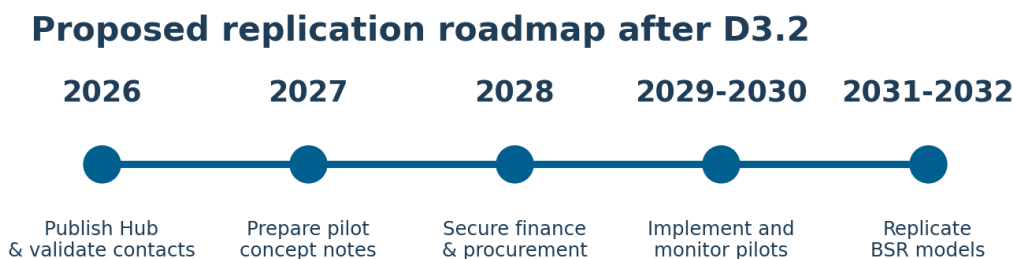 Proposed replication roadmap after D3.2
2026 2027 2028 2029-2030 2031-2032
Publish Hub
& validate contacts
Prepare pilot
concept notes
Secure finance
& procurement
Implement and
monitor pilots
Replicate
BSR models